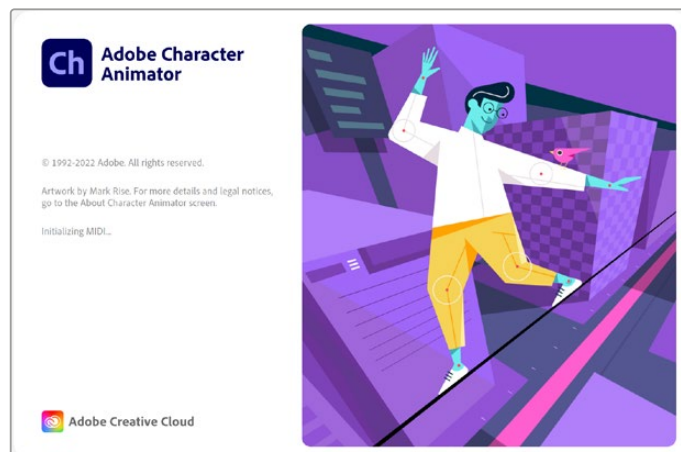 Ch
Adobe Character
Animator
© 1992-2022 Adobe. All rights reserved.
Artwork by Mark Rise. For more details and legal notices,
go to the About Character Animator screen.
Initializing MIDI...
Adobe Creative Cloud